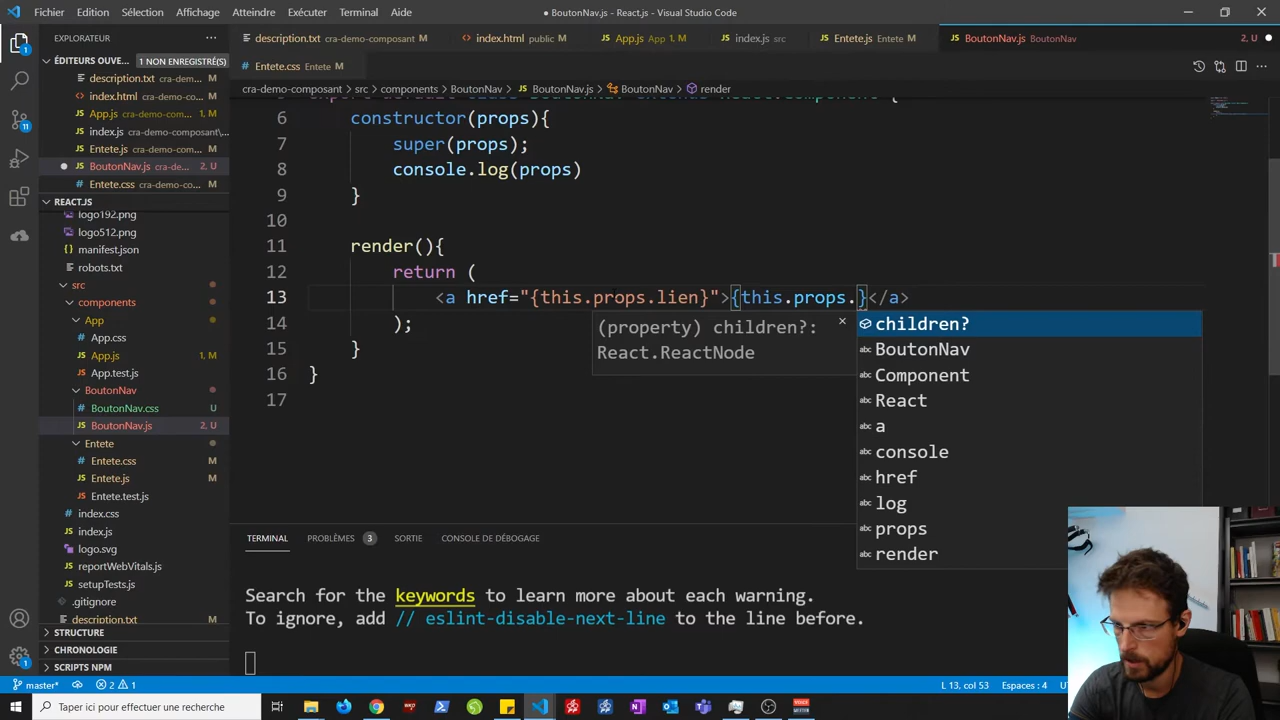 Fichier Édition Sélection Affichage Atteindre Exécuter Terminal Aide
● BoutonNav.js - React.js - Visual Studio Code
EXPLORATEUR
description.txt cra-demo-composant M
index.html public M
App.js App 1, M
index.js src
Entete.js Entete M
BoutonNav.js BoutonNav 2, U
Entete.css Entete M
cra-demo-composant > src > components > BoutonNav > BoutonNav.js > BoutonNav > render
ÉDITEURS OUVE... 1 NON ENREGISTRÉ(S)
description.txt cra-dem... M
index.html cra-demo... M
App.js cra-demo-com... 1, M
index.js cra-demo-composant\...
Entete.js cra-demo-co... M
BoutonNav.js cra-de... 2, U
Entete.css cra-demo-co... M
REACT.JS
logo192.png
logo512.png
manifest.json
robots.txt
src
components
App
App.css
App.js 1, M
App.test.js
BoutonNav
BoutonNav.css U
BoutonNav.js 2, U
Entete
Entete.css M
Entete.js M
Entete.test.js
index.css
index.js
logo.svg
reportWebVitals.js
setupTests.js
.gitignore
description.txt M
STRUCTURE
CHRONOLOGIE
SCRIPTS NPM
6 constructor(props){
7 super(props);
8 console.log(props)
9 }
10
11 render(){
12 return (
13 <a href="{this.props.lien}">{this.props.}</a>
14 );
15 }
16 }
17
(property) children?:
React.ReactNode
children?
BoutonNav
Component
React
a
console
href
log
props
render
TERMINAL PROBLÈMES 3 SORTIE CONSOLE DE DÉBOGAGE
Search for the keywords to learn more about each warning.
To ignore, add // eslint-disable-next-line to the line before.
master* 2 1
L 13, col 53 Espaces : 4
Taper ici pour effectuer une recherche